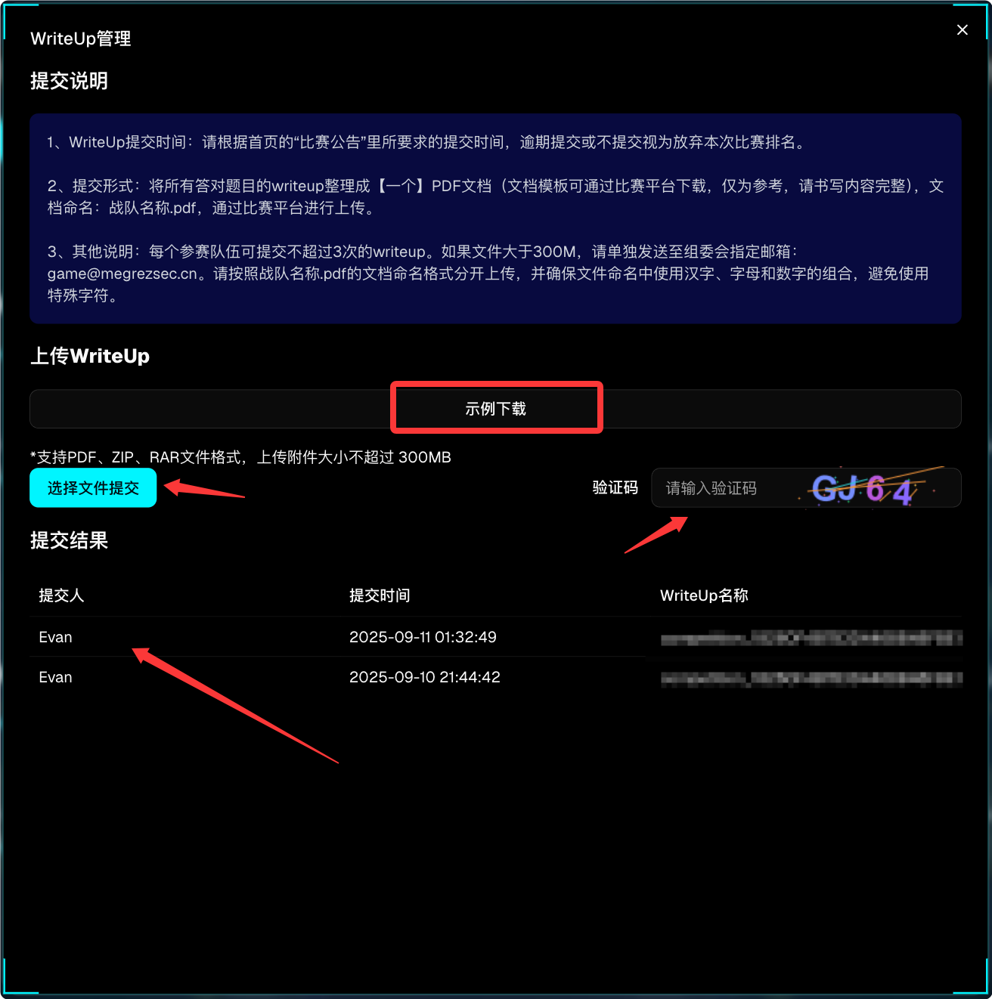 WriteUp管理
提交说明
1、WriteUp提交时间：请根据首页的“比赛公告”里所要求的提交时间，逾期提交或不提交视为放弃本次比赛排名。
2、提交形式：将所有答对题目的writeup整理成【一个】PDF文档（文档模板可通过比赛平台下载，仅为参考，请书写内容完整），文
档命名：战队名称.pdf，通过比赛平台进行上传。
3、其他说明：每个参赛队伍可提交不超过3次的writeup。如果文件大于300M，请单独发送至组委会指定邮箱：
game@megrezsec.cn。请按照战队名称.pdf的文档命名格式分开上传，并确保文件命名中使用汉字、字母和数字的组合，避免使用
特殊字符。
上传WriteUp
示例下载
*支持PDF、ZIP、RAR文件格式，上传附件大小不超过 300MB
选择文件提交 验证码 请输入验证码 GJ64
提交结果
提交人 提交时间 WriteUp名称
Evan 2025-09-11 01:32:49
Evan 2025-09-10 21:44:42